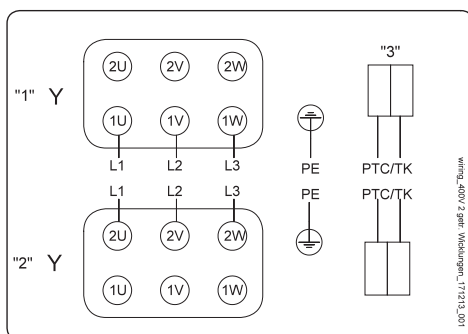 "3"
2U 2V 2W
"1" Y
1U 1V 1W
L1 L2 L3 PE PTC/TK
L1 L2 L3 PE PTC/TK
2U 2V 2W
"2" Y
1U 1V 1W
wiring_400V 2 getr. Wicklungen_171213_001